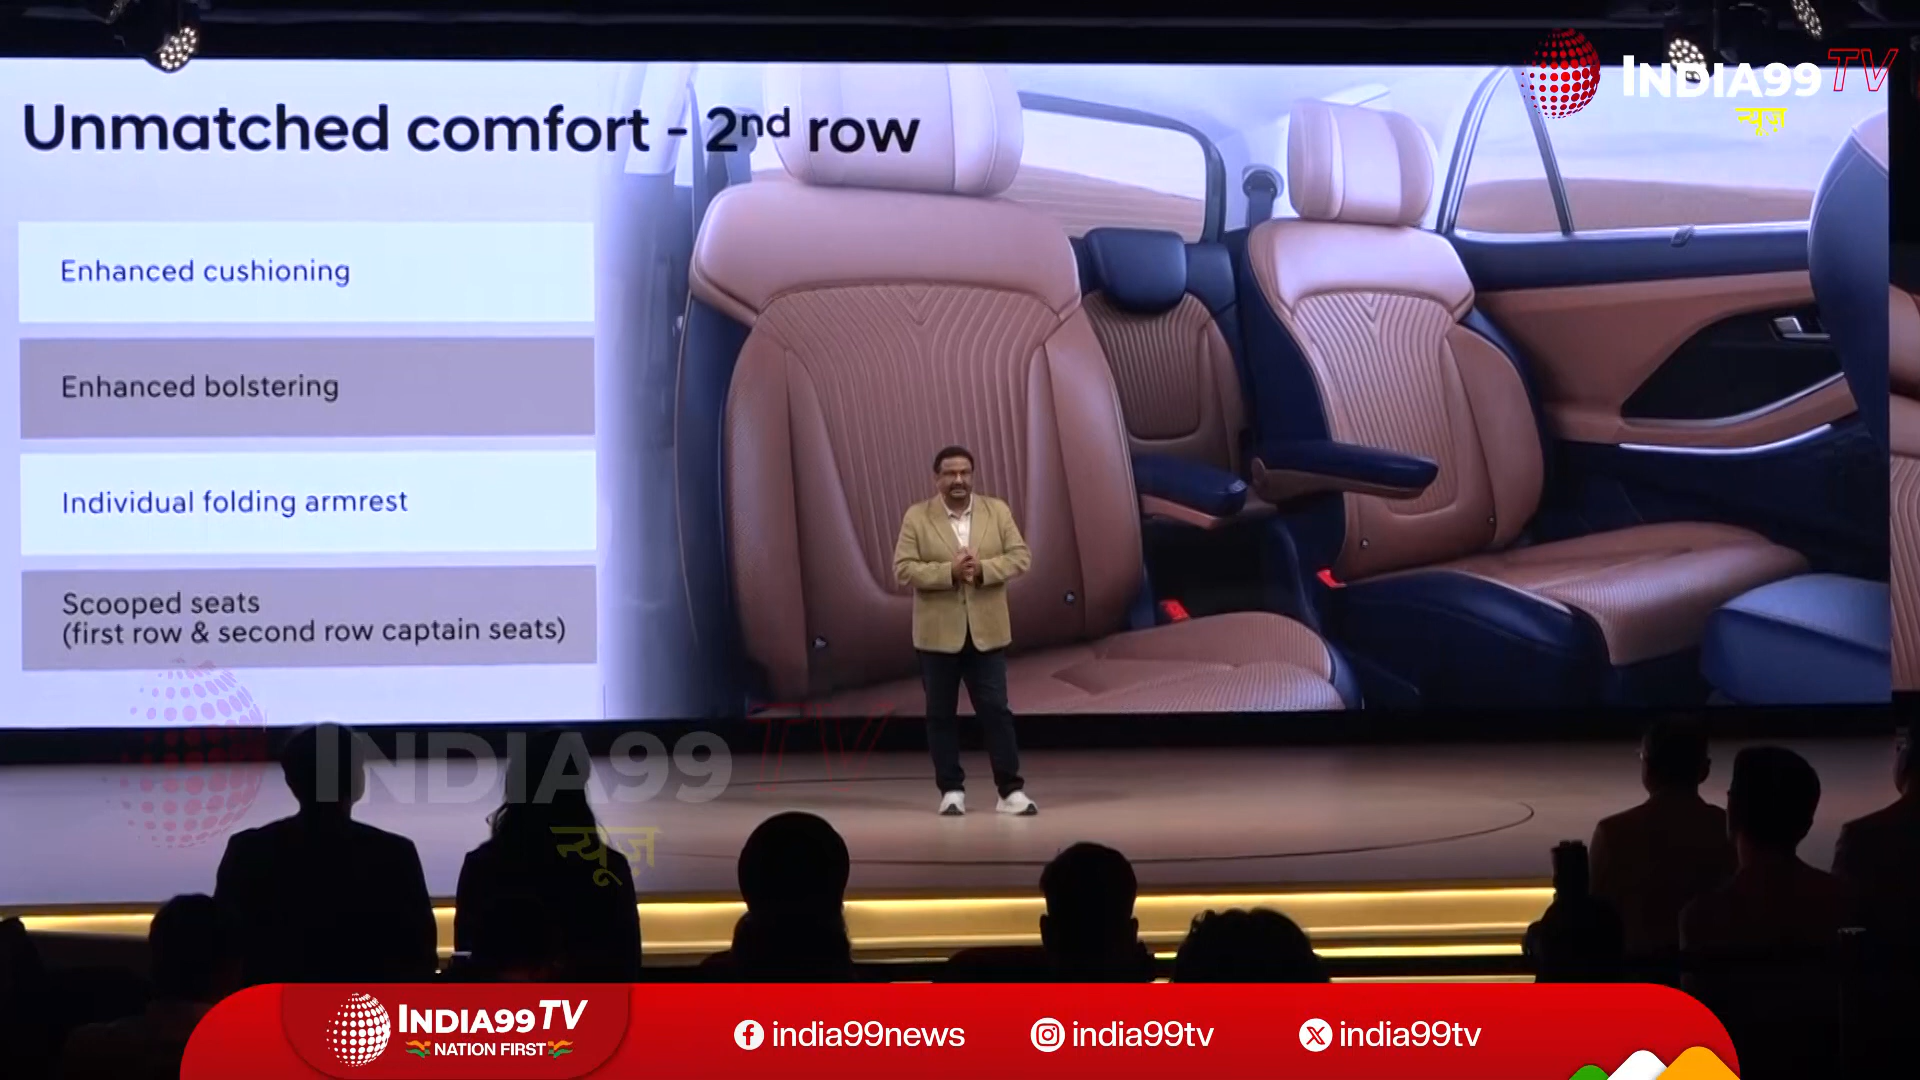 INDIA99 TV
न्यूज़
Unmatched comfort - 2nd row
Enhanced cushioning
Enhanced bolstering
Individual folding armrest
Scooped seats
(first row & second row captain seats)
INDIA99 TV
न्यूज़
INDIA99 TV
NATION FIRST
india99news
india99tv
india99tv